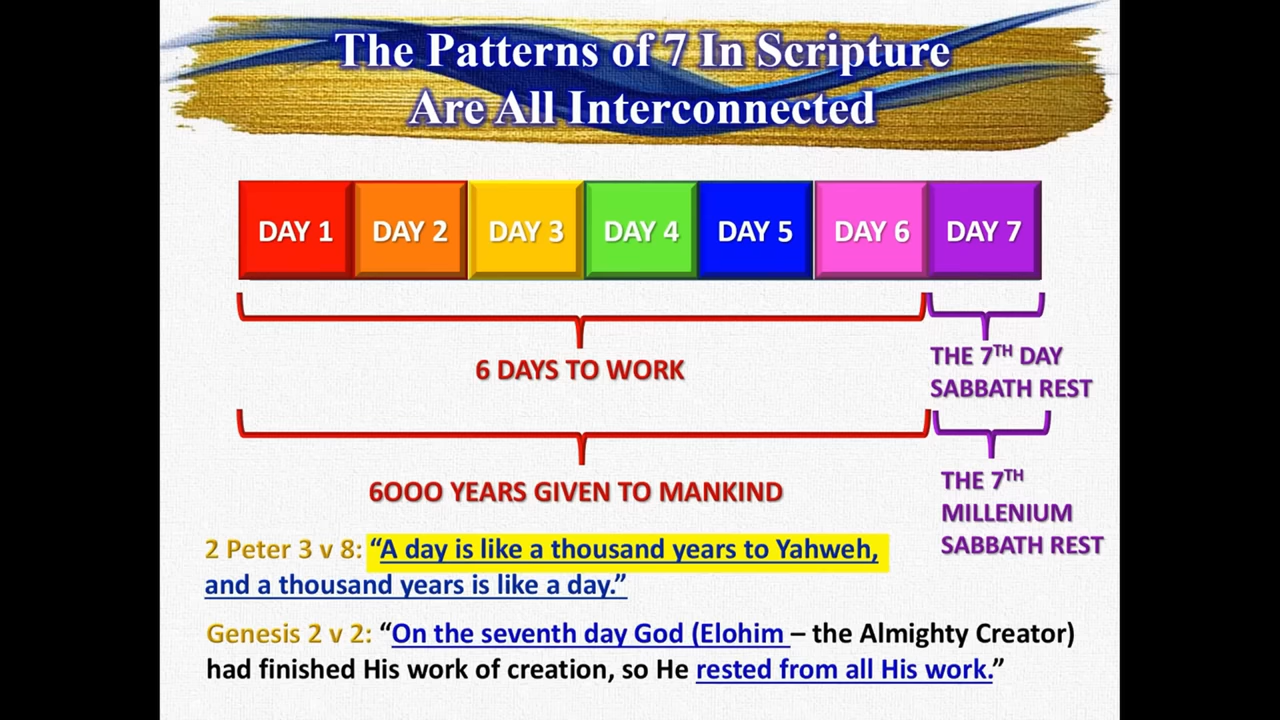 The Patterns of 7 In Scripture
Are All Interconnected
DAY 1 DAY 2 DAY 3 DAY 4 DAY 5 DAY 6 DAY 7
6 DAYS TO WORK
THE 7TH DAY
SABBATH REST
6OOO YEARS GIVEN TO MANKIND
THE 7TH
MILLENIUM
SABBATH REST
2 Peter 3 v 8: “A day is like a thousand years to Yahweh,
and a thousand years is like a day.”
Genesis 2 v 2: “On the seventh day God (Elohim – the Almighty Creator)
had finished His work of creation, so He rested from all His work.”